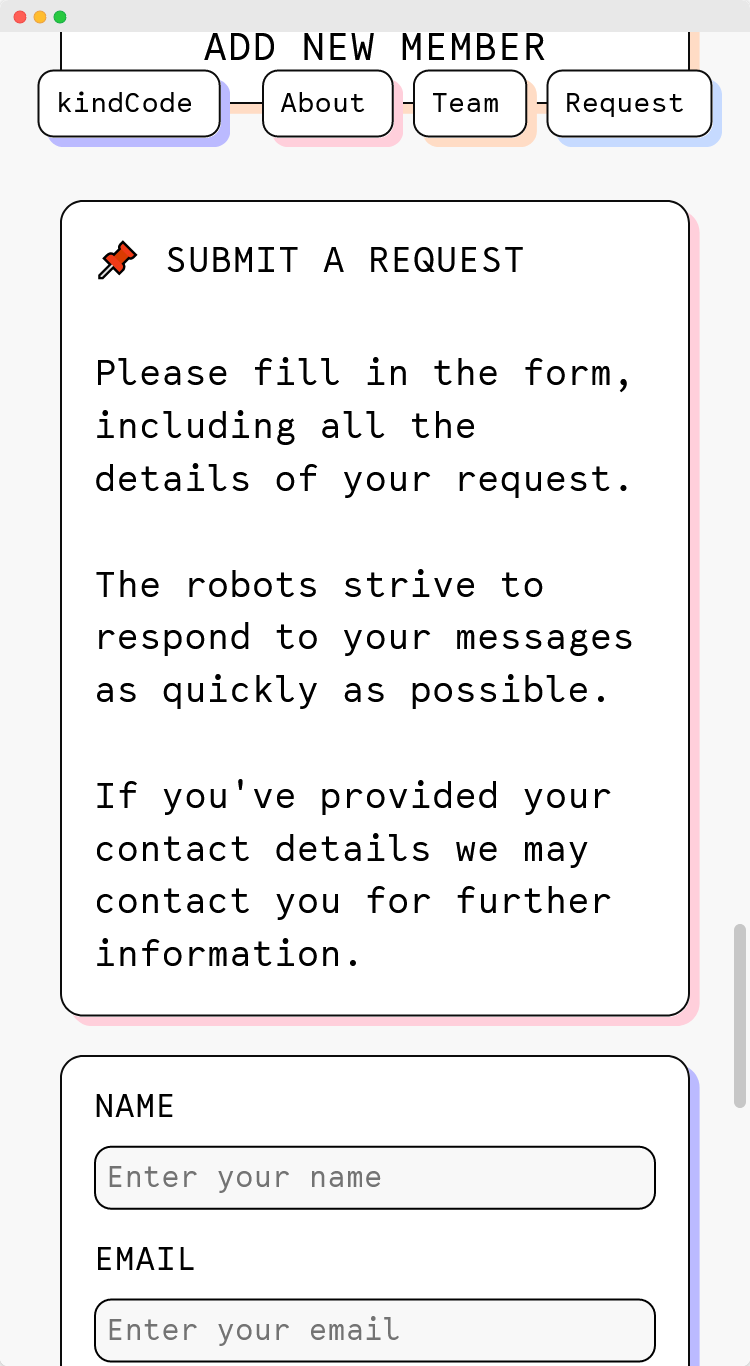 ADD NEW MEMBER
kindCode About Team Request
SUBMIT A REQUEST
Please fill in the form,
including all the
details of your request.
The robots strive to
respond to your messages
as quickly as possible.
If you've provided your
contact details we may
contact you for further
information.
NAME
Enter your name
EMAIL
Enter your email